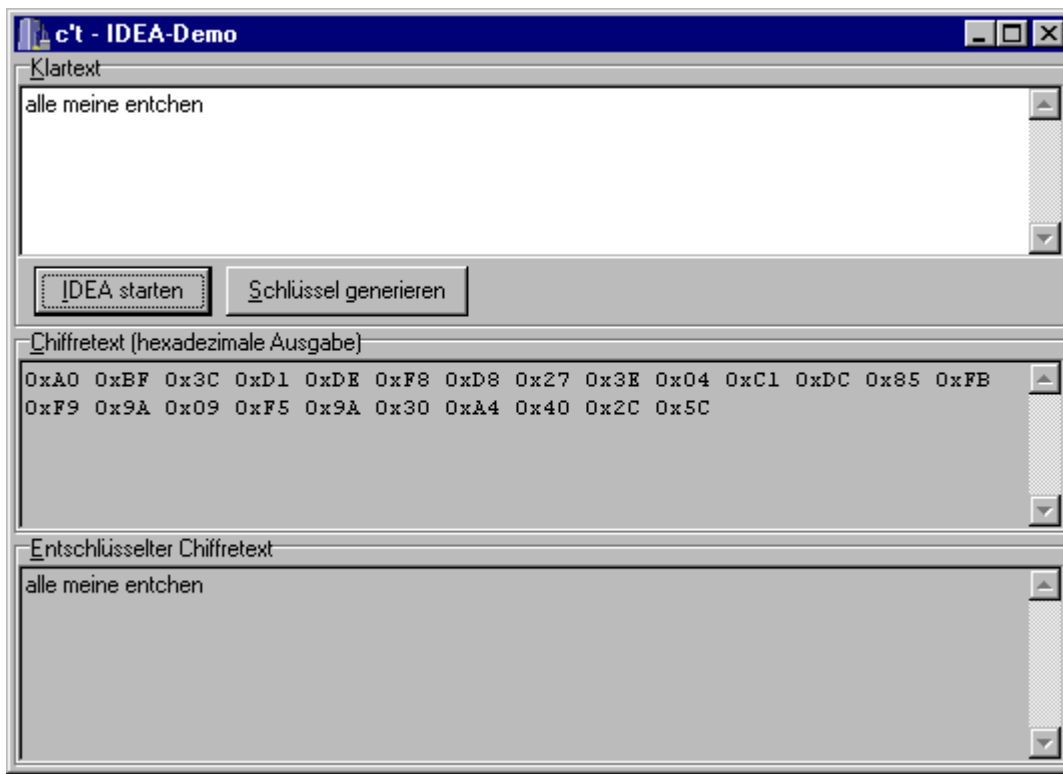 c't - IDEA-Demo
Klartext
alle meine entchen
IDEA starten Schlüssel generieren
Chiffretext (hexadezimale Ausgabe)
0xA0 0xBF 0x3C 0xD1 0xDE 0xF8 0xD8 0x27 0x3E 0x04 0xC1 0xDC 0x85 0xFB
0xF9 0x9A 0x09 0xF5 0x9A 0x30 0xA4 0x40 0x2C 0x5C
Entschlüsselter Chiffretext
alle meine entchen